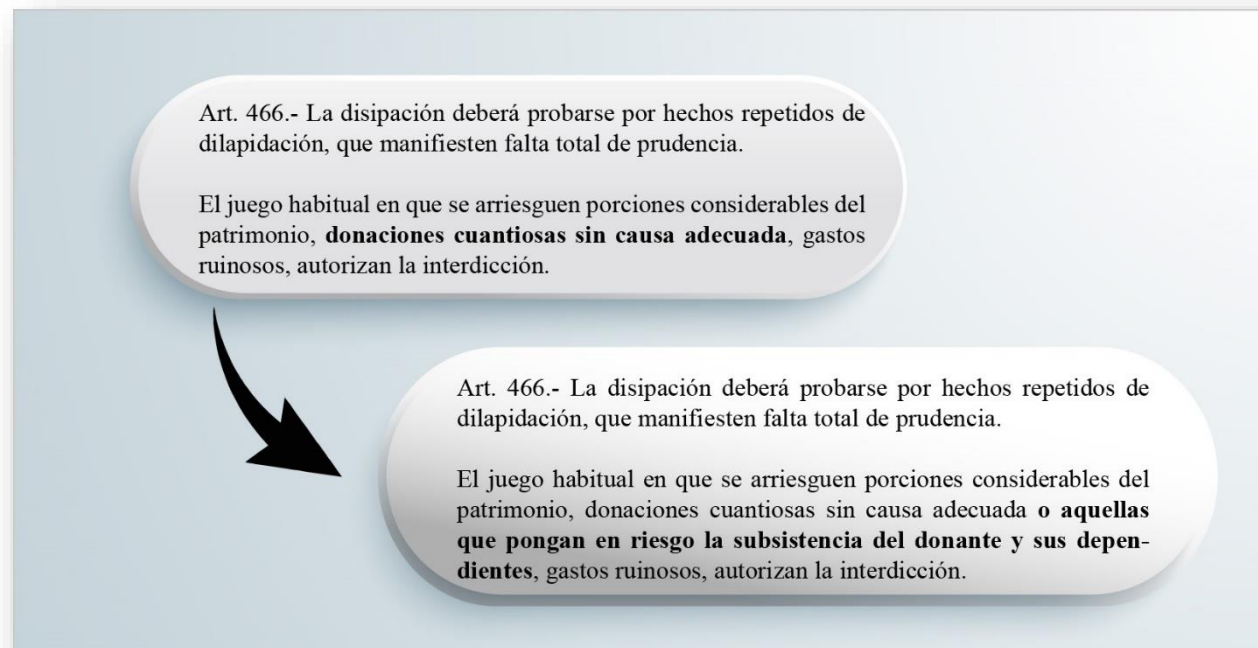 Art. 466.- La disipación deberá probarse por hechos repetidos de
dilapidación, que manifiesten falta total de prudencia.
El juego habitual en que se arriesguen porciones considerables del
patrimonio, donaciones cuantiosas sin causa adecuada, gastos
ruinosos, autorizan la interdicción.
Art. 466.- La disipación deberá probarse por hechos repetidos de
dilapidación, que manifiesten falta total de prudencia.
El juego habitual en que se arriesguen porciones considerables del
patrimonio, donaciones cuantiosas sin causa adecuada o aquellas
que pongan en riesgo la subsistencia del donante y sus depen-
dientes, gastos ruinosos, autorizan la interdicción.